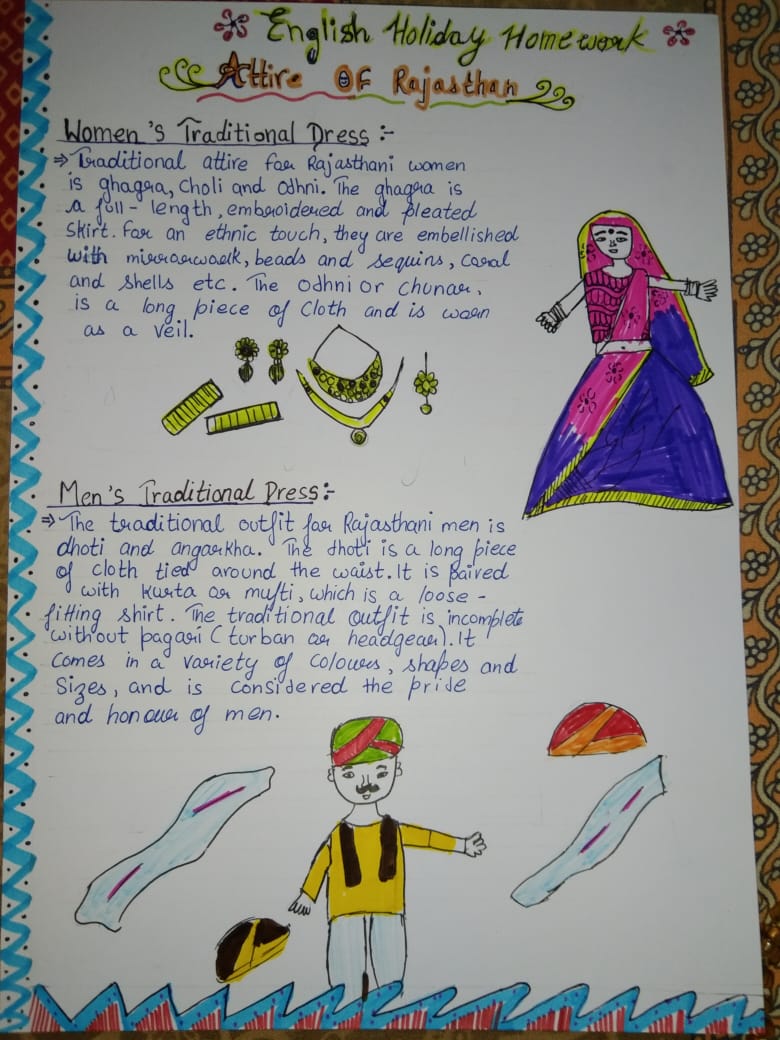 English Holiday Homework
Attire OF Rajasthan
Women's Traditional Dress :-
⇒ Traditional attire for Rajasthani women
is ghagra, choli and odhni. The ghagra is
a full-length, embroidered and pleated
skirt. For an ethnic touch, they are embellished
with mirrorwork, beads and sequins, coral
and shells etc. The odhni or chunar,
is a long piece of cloth and is worn
as a veil.
Men's Traditional Dress :-
⇒ The traditional outfit for Rajasthani men is
dhoti and angarkha. The dhoti is a long piece
of cloth tied around the waist. It is paired
with kurta or mufti, which is a loose-
fitting shirt. The traditional outfit is incomplete
without pagari (turban or headgear). It
comes in a variety of colours, shapes and
sizes, and is considered the pride
and honour of men.